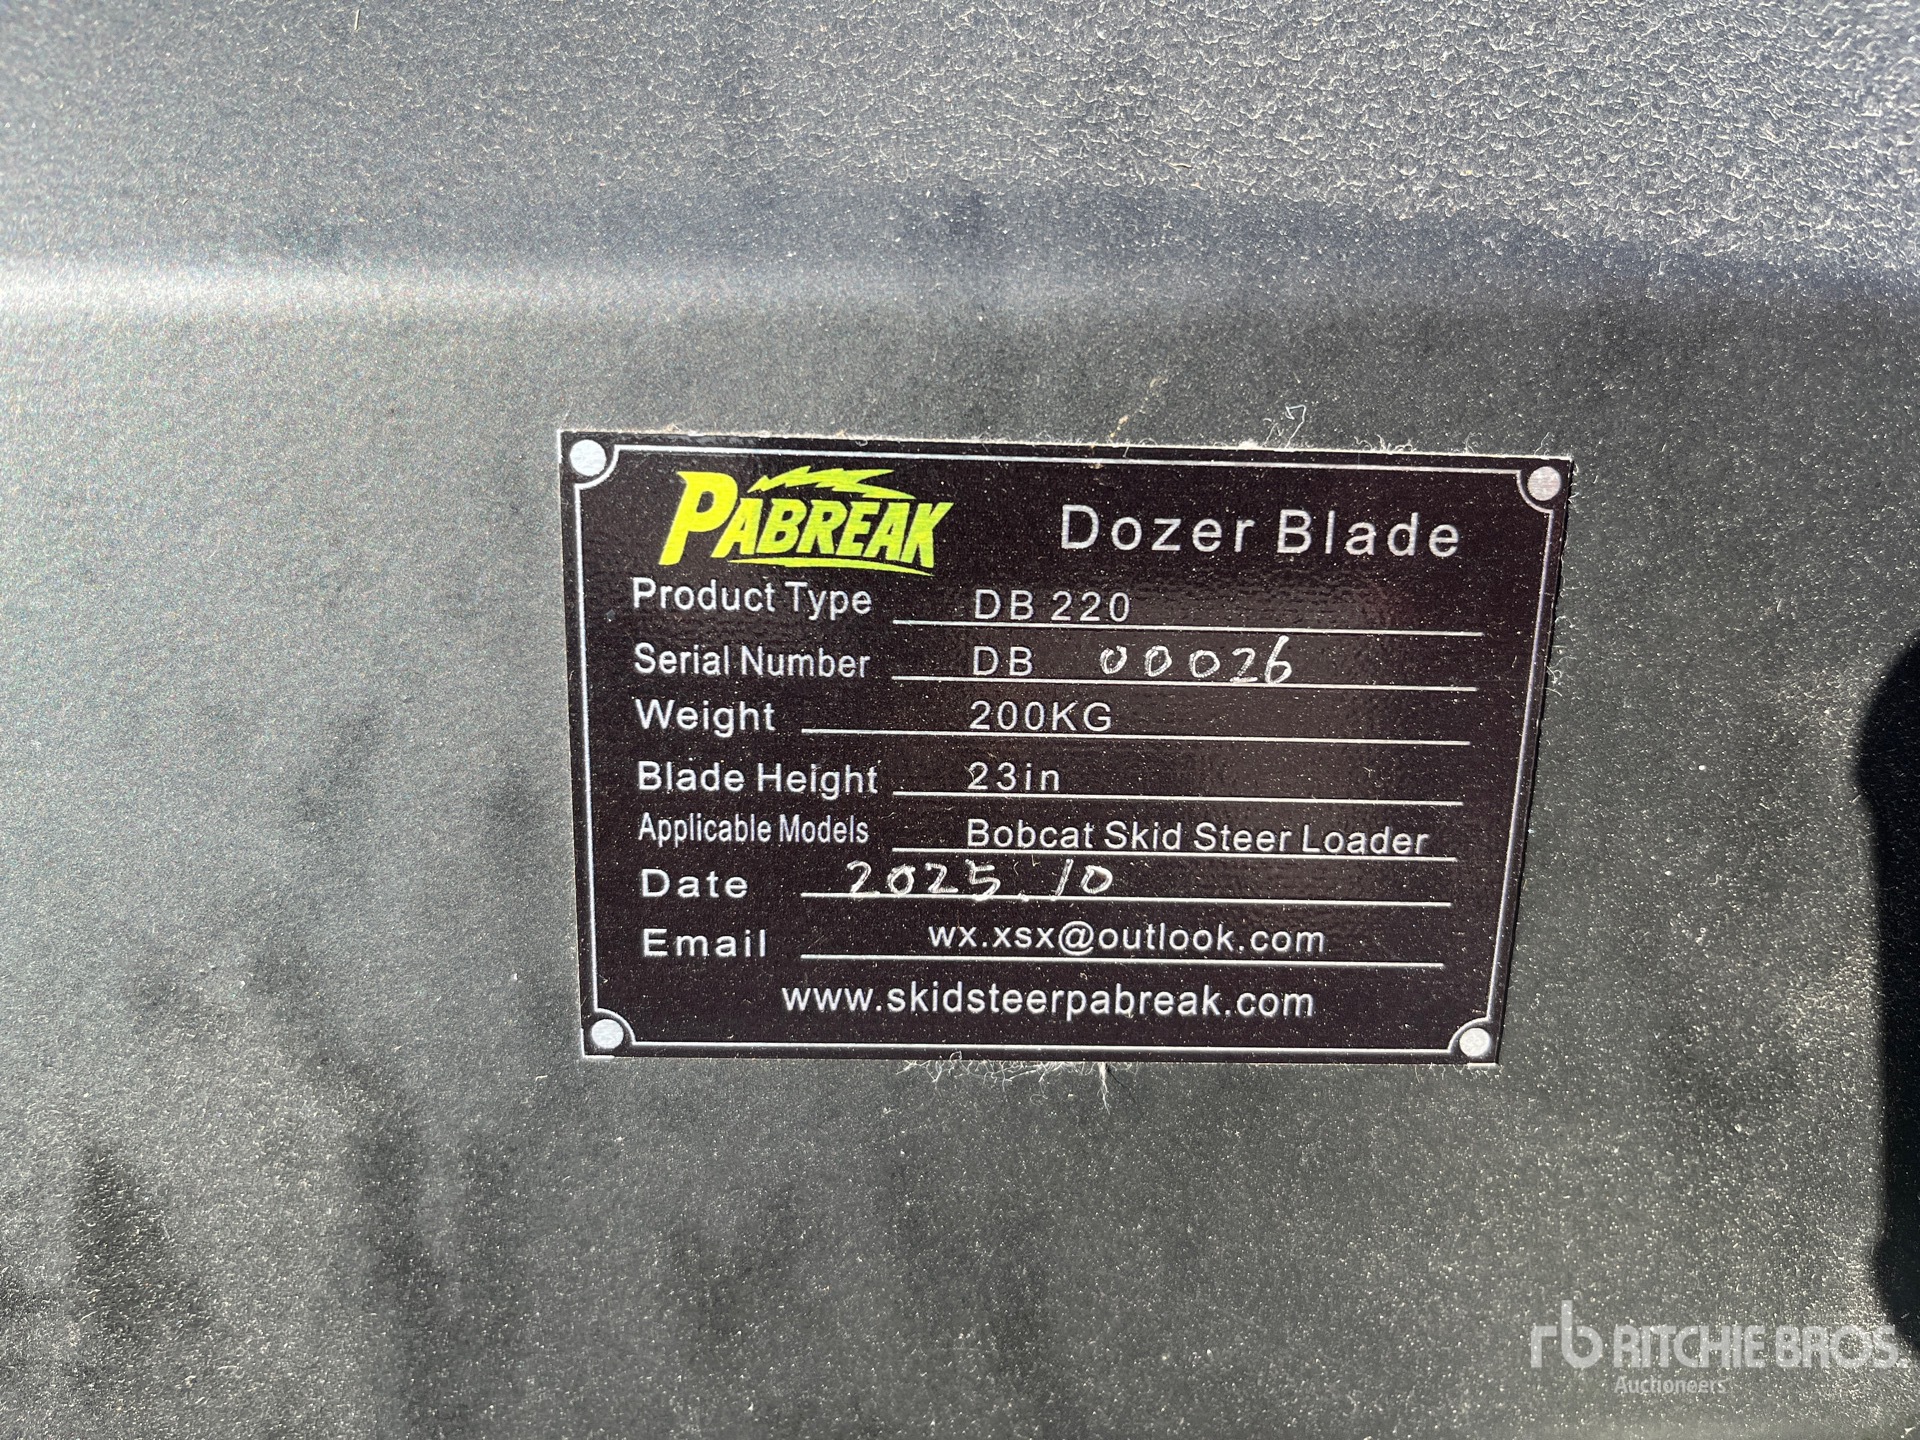 PABREAK Dozer Blade
Product Type DB 220
Serial Number DB 00026
Weight 200KG
Blade Height 23in
Applicable Models Bobcat Skid Steer Loader
Date 2025.10
Email wx.xsx@outlook.com
www.skidsteerpabreak.com
rb RITCHIE BROS.
Auctioneers